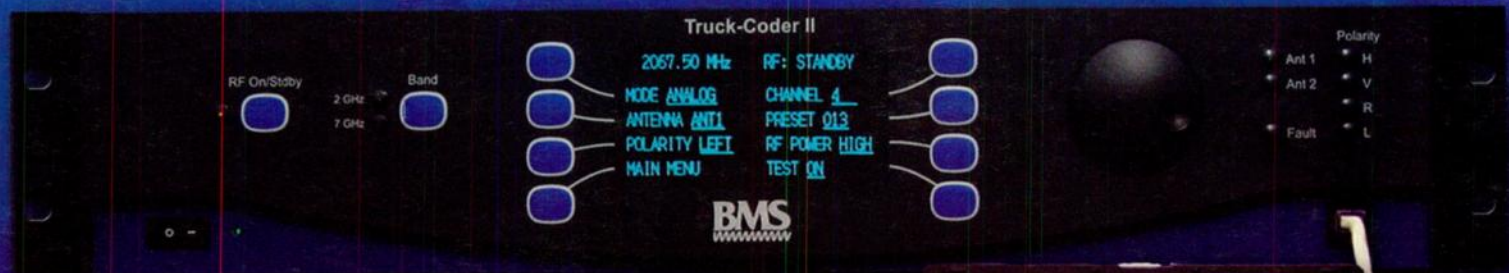 Truck-Coder II
RF On/Stdby
Band
2 GHz
7 GHz
2067.50 MHz RF: STANDBY
MODE ANALOG CHANNEL 4
ANTENNA ANT1 PRESET 013
POLARITY LEFT RF POWER HIGH
MAIN MENU TEST ON
BMS
Polarity
Ant 1 H
Ant 2 V
R
Fault L
O –